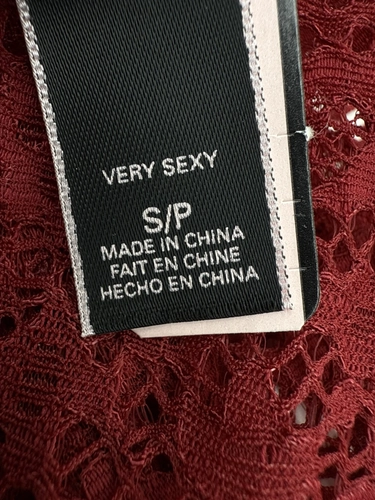 VERY SEXY
S/P
MADE IN CHINA
FAIT EN CHINE
HECHO EN CHINA